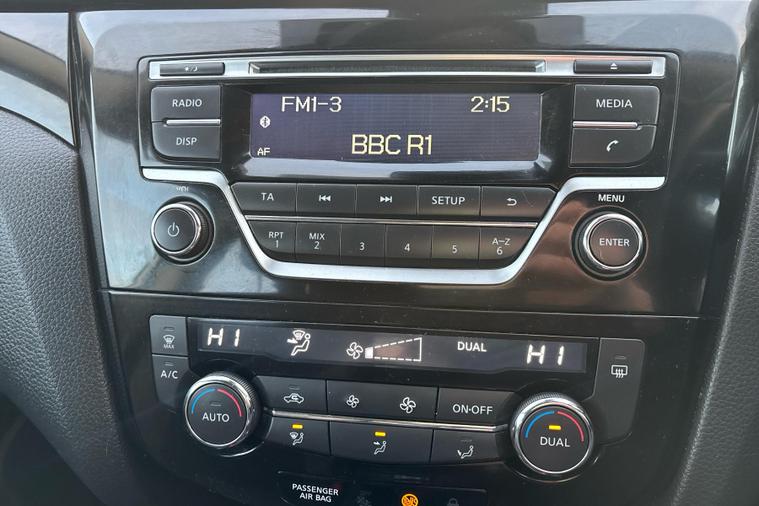 RADIO
FM1-3
2:15
MEDIA
DISP
AF
BBC R1
TA
SETUP
MENU
RPT
1
MIX
2
3
4
5
A-Z
6
ENTER
MAX
HI
DUAL
HI
A/C
AUTO
ON·OFF
DUAL
PASSENGER
AIR BAG